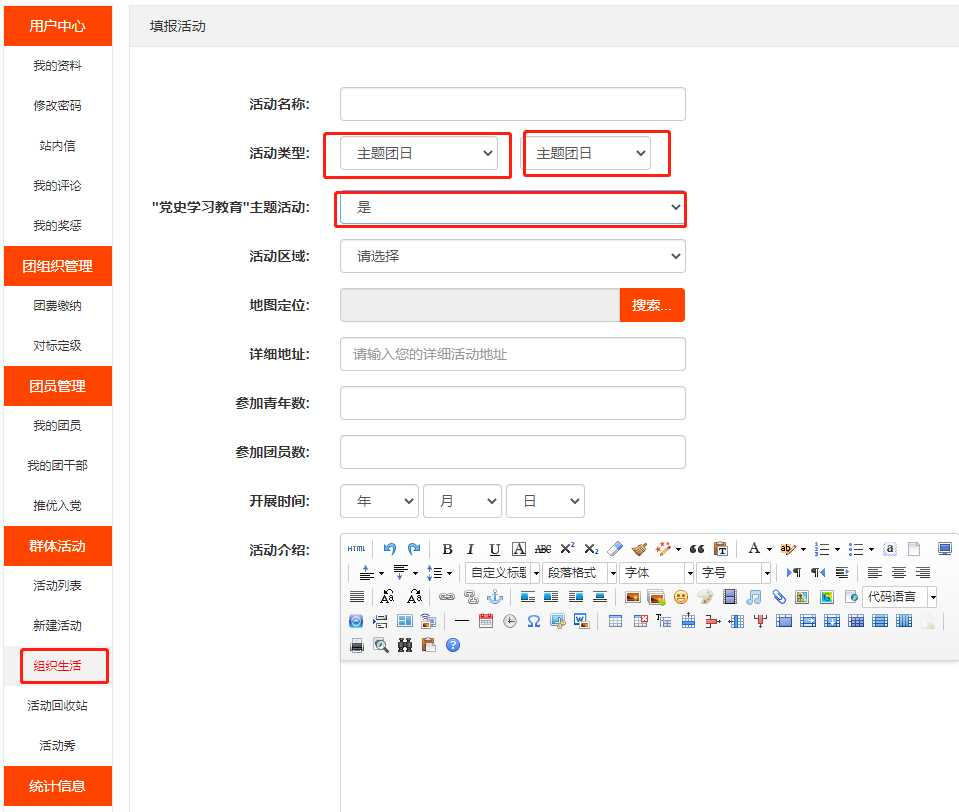 用户中心
我的资料
修改密码
站内信
我的评论
我的奖惩
团组织管理
团费缴纳
对标定级
团员管理
我的团员
我的团干部
推优入党
群体活动
活动列表
新建活动
组织生活
活动回收站
活动秀
统计信息
填报活动
活动名称:
活动类型: 主题团日 主题团日
"党史学习教育"主题活动: 是
活动区域: 请选择
地图定位: 搜索...
详细地址: 请输入您的详细活动地址
参加青年数:
参加团员数:
开展时间: 年 月 日
活动介绍:
HTML B I U A ABC X² X₂ A ab a
自定义标题 段落格式 字体 字号
代码语言